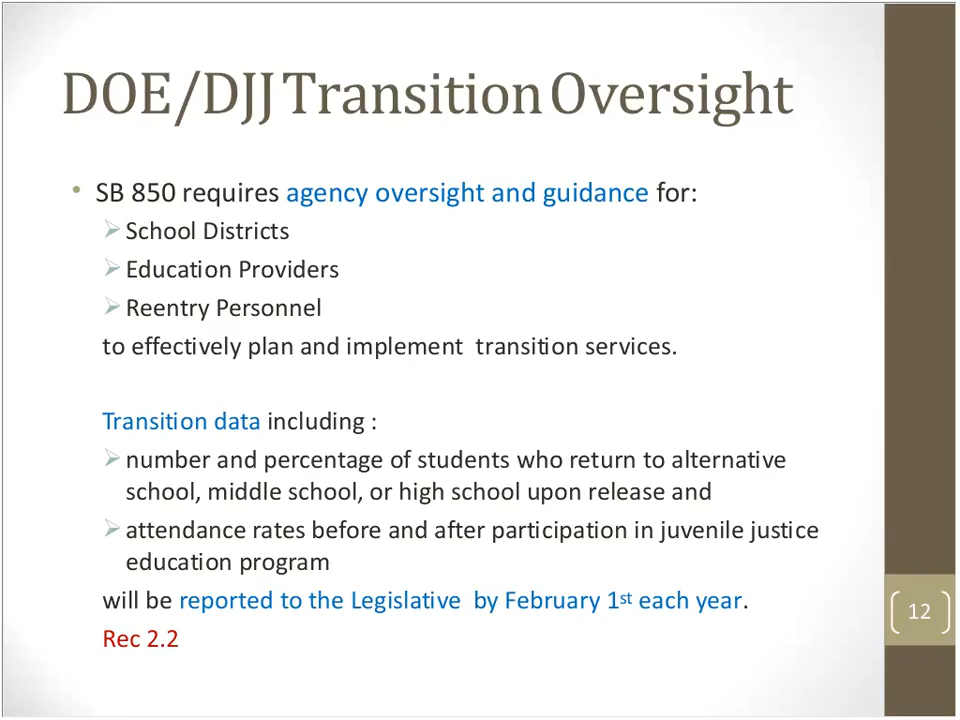 DOE/DJJ Transition Oversight
• SB 850 requires agency oversight and guidance for:
➢ School Districts
➢ Education Providers
➢ Reentry Personnel
to effectively plan and implement transition services.
Transition data including :
➢ number and percentage of students who return to alternative
school, middle school, or high school upon release and
➢ attendance rates before and after participation in juvenile justice
education program
will be reported to the Legislative by February 1st each year.
Rec 2.2
12